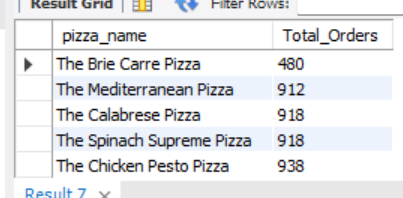 Result Grid Filter Rows:
pizza_name Total_Orders
The Brie Carre Pizza 480
The Mediterranean Pizza 912
The Calabrese Pizza 918
The Spinach Supreme Pizza 918
The Chicken Pesto Pizza 938
Result 7 ×